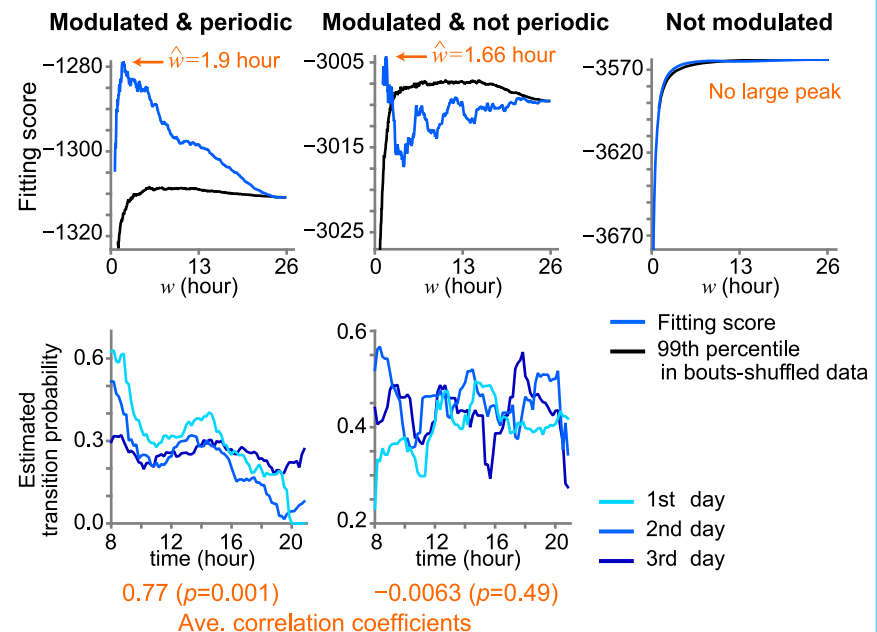 Modulated & periodic
Modulated & not periodic
Not modulated
Fitting score
−1280
−1300
−1320
ŵ=1.9 hour
0
13
26
w (hour)
−3005
−3015
−3025
ŵ=1.66 hour
0
13
26
w (hour)
−3570
−3620
−3670
No large peak
0
13
26
w (hour)
Fitting score
99th percentile
in bouts-shuffled data
Estimated
transition probability
0.6
0.3
0.0
8
12
16
20
time (hour)
0.6
0.4
0.2
8
12
16
20
time (hour)
1st day
2nd day
3rd day
0.77 (p=0.001)
−0.0063 (p=0.49)
Ave. correlation coefficients